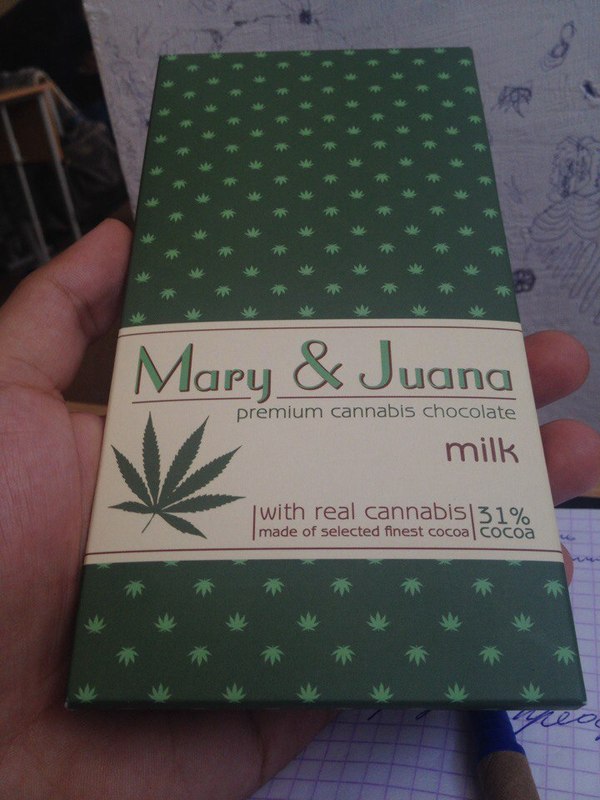 Mary & Juana
premium cannabis chocolate
milk
with real cannabis
made of selected finest cocoa
31%
cocoa